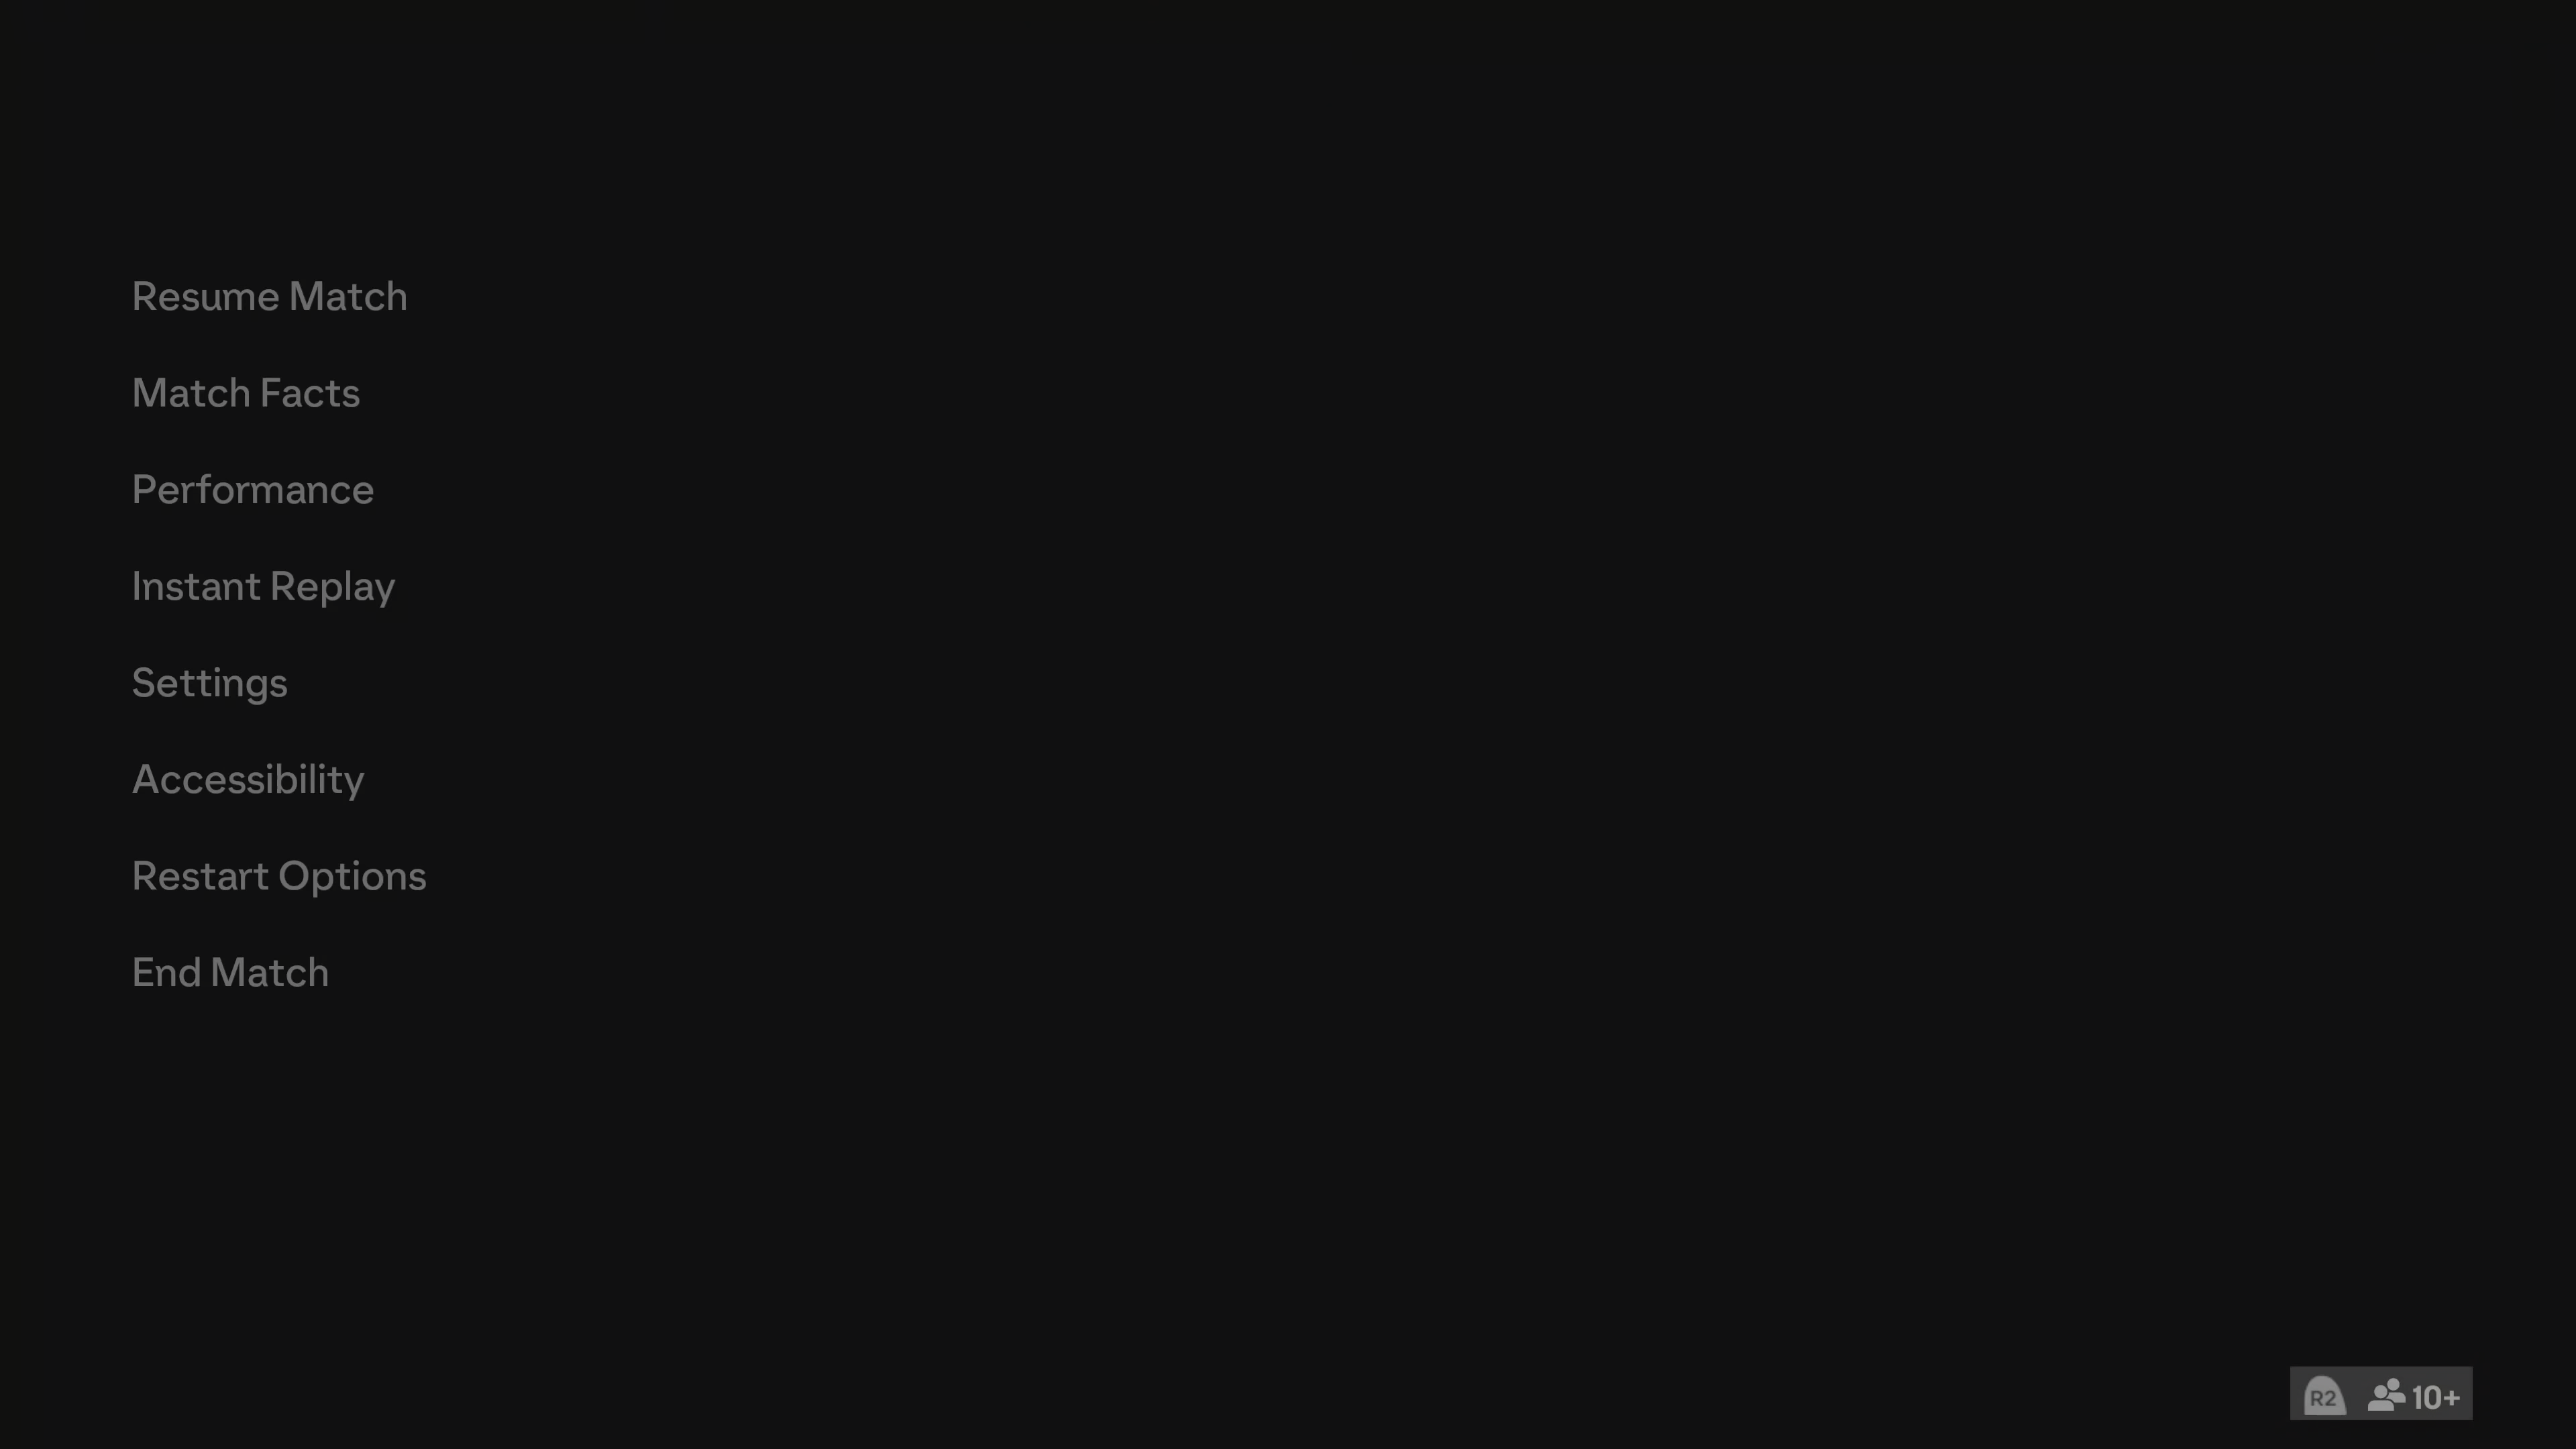 Resume Match
Match Facts
Performance
Instant Replay
Settings
Accessibility
Restart Options
End Match
R2 10+